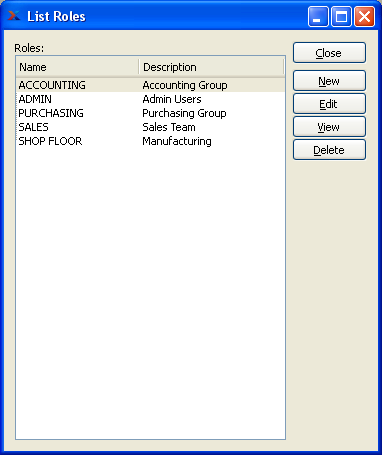 List Roles
Roles:
Close
Name Description
New
ACCOUNTING Accounting Group
ADMIN Admin Users
Edit
PURCHASING Purchasing Group
SALES Sales Team
View
SHOP FLOOR Manufacturing
Delete